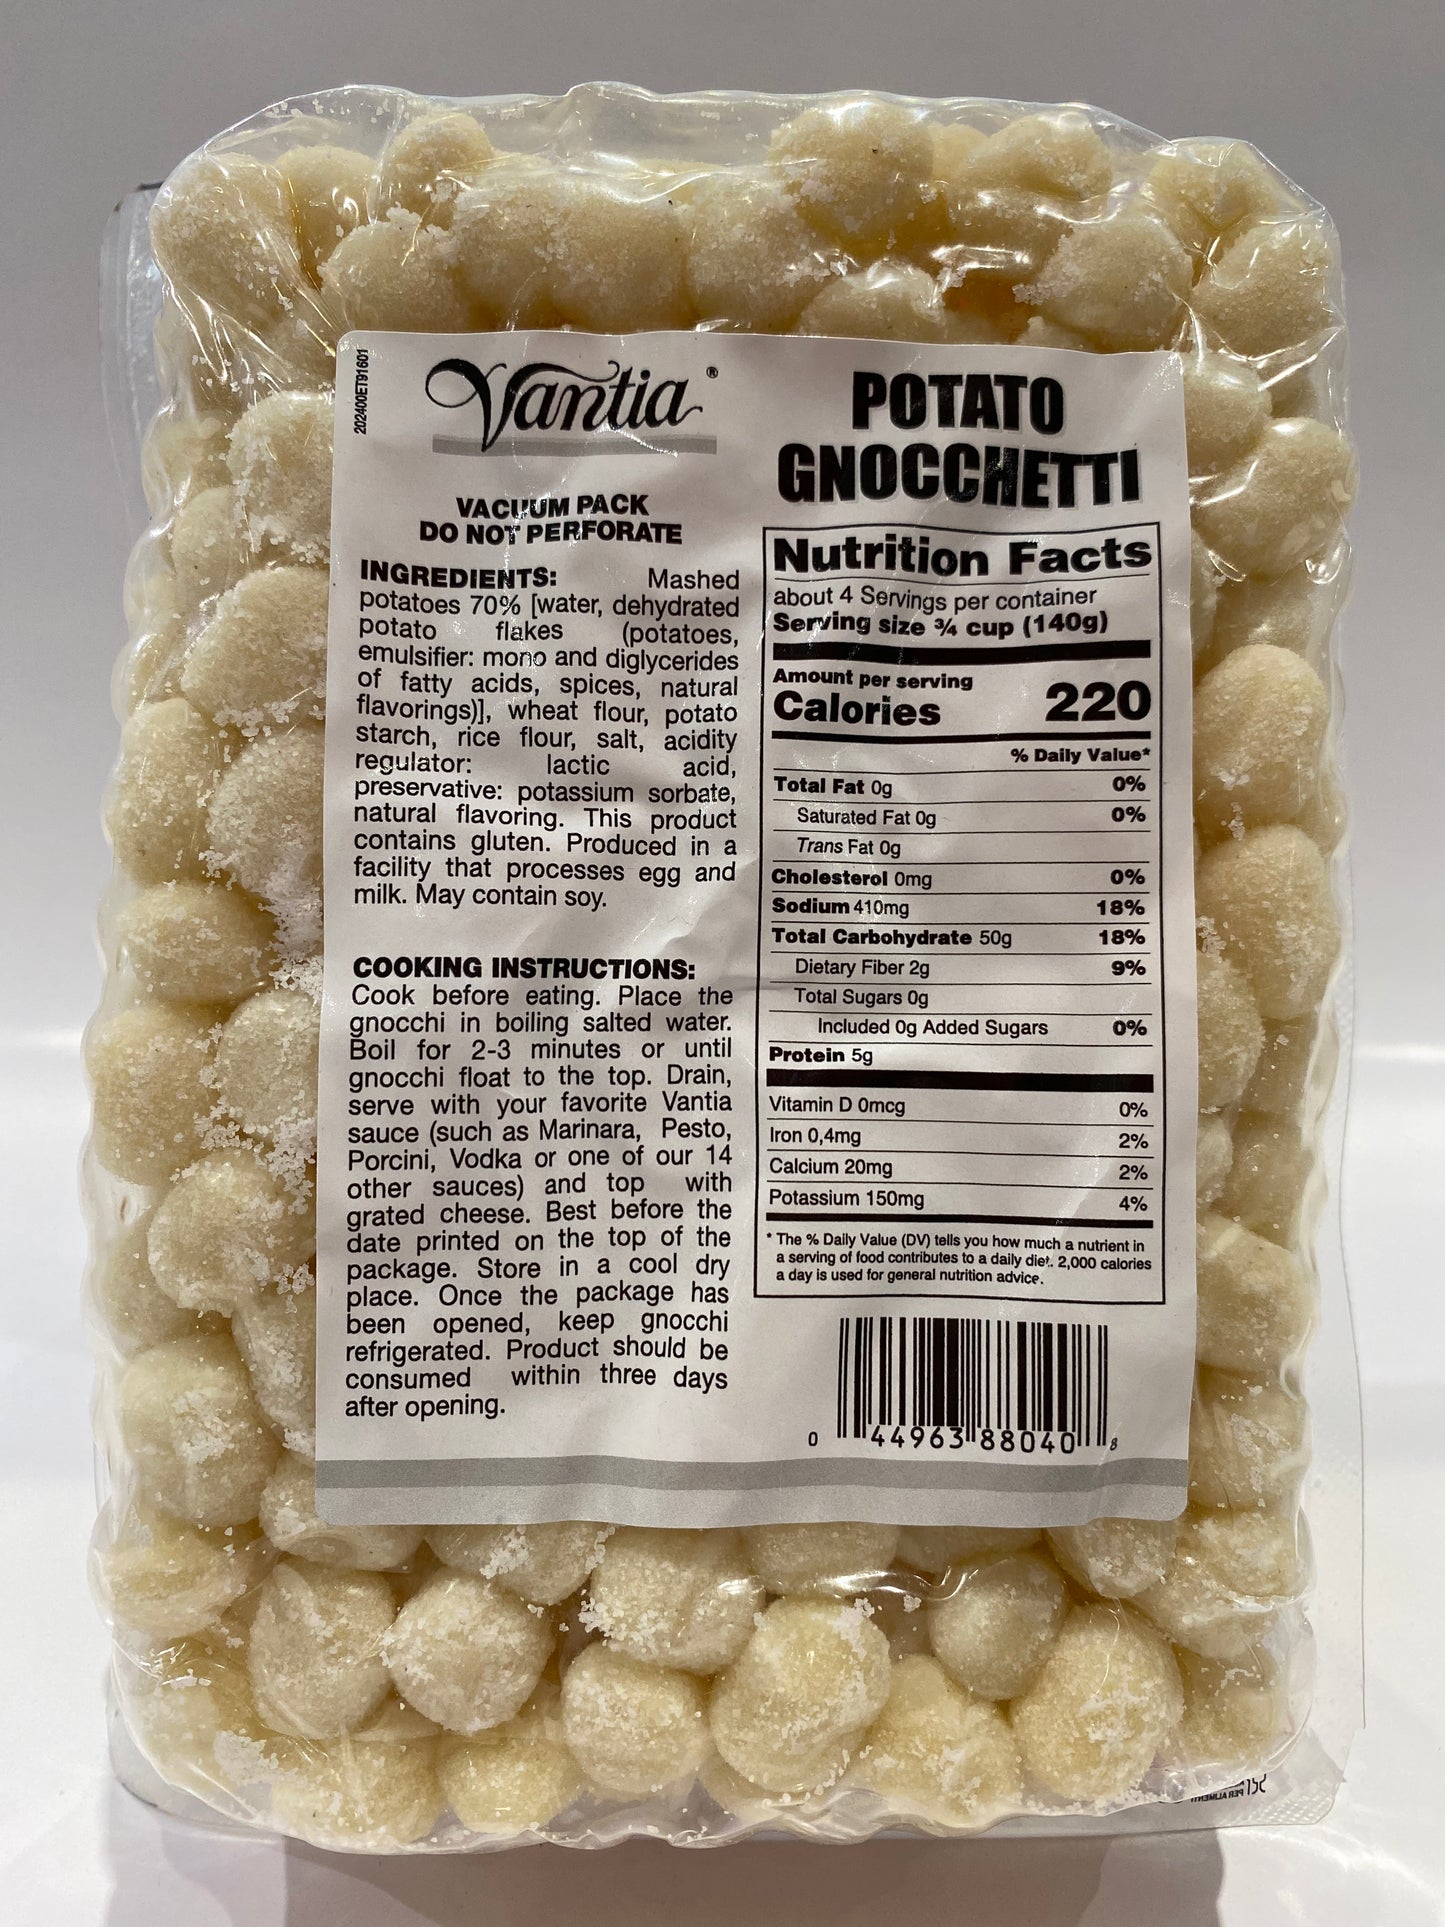 202400ET91601
Vantia®
VACUUM PACK
DO NOT PERFORATE
INGREDIENTS: Mashed
potatoes 70% [water, dehydrated
potato flakes (potatoes,
emulsifier: mono and diglycerides
of fatty acids, spices, natural
flavorings)], wheat flour, potato
starch, rice flour, salt, acidity
regulator: lactic acid,
preservative: potassium sorbate,
natural flavoring. This product
contains gluten. Produced in a
facility that processes egg and
milk. May contain soy.
COOKING INSTRUCTIONS:
Cook before eating. Place the
gnocchi in boiling salted water.
Boil for 2-3 minutes or until
gnocchi float to the top. Drain,
serve with your favorite Vantia
sauce (such as Marinara, Pesto,
Porcini, Vodka or one of our 14
other sauces) and top with
grated cheese. Best before the
date printed on the top of the
package. Store in a cool dry
place. Once the package has
been opened, keep gnocchi
refrigerated. Product should be
consumed within three days
after opening.
POTATO
GNOCCHETTI
Nutrition Facts
about 4 Servings per container
Serving size ¾ cup (140g)
Amount per serving
Calories 220
% Daily Value*
Total Fat 0g 0%
Saturated Fat 0g 0%
Trans Fat 0g
Cholesterol 0mg 0%
Sodium 410mg 18%
Total Carbohydrate 50g 18%
Dietary Fiber 2g 9%
Total Sugars 0g
Included 0g Added Sugars 0%
Protein 5g
Vitamin D 0mcg 0%
Iron 0,4mg 2%
Calcium 20mg 2%
Potassium 150mg 4%
* The % Daily Value (DV) tells you how much a nutrient in
a serving of food contributes to a daily diet. 2,000 calories
a day is used for general nutrition advice.
0 44963 88040 8
PER ALIMENTI